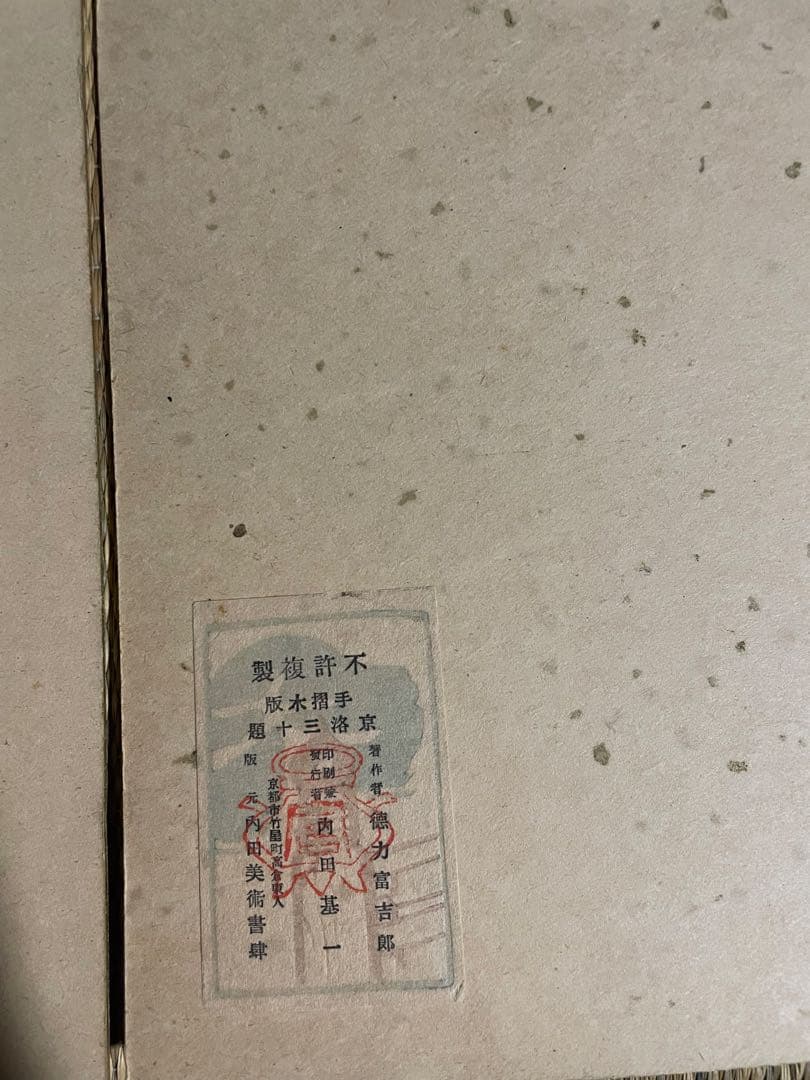 不許複製
手摺木版
京洛三十題
著作者 德力富吉郎
印刷兼
發行者 內田基一
京都市竹屋町高倉東入
版元 內田美術書肆